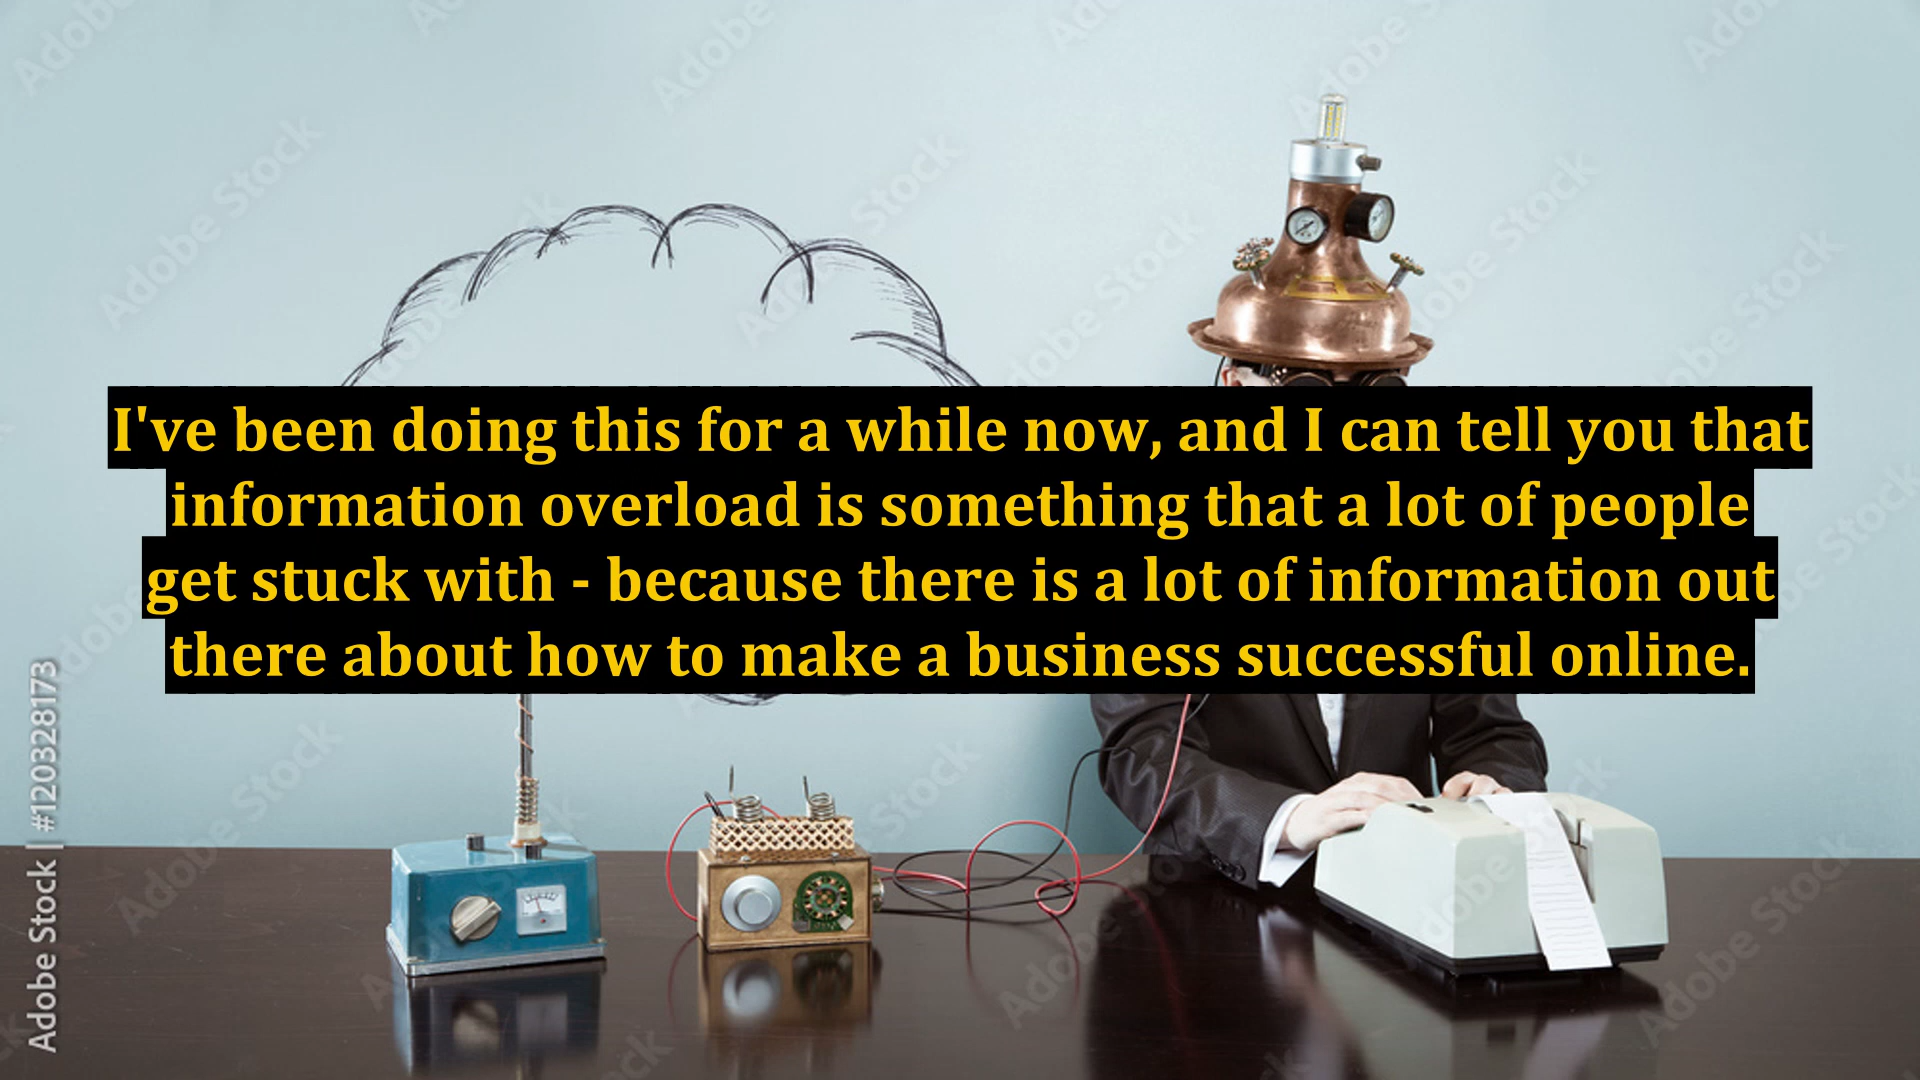 I've been doing this for a while now, and I can tell you that
information overload is something that a lot of people
get stuck with - because there is a lot of information out
there about how to make a business successful online.
Adobe Stock | #120328173
Adobe Stock